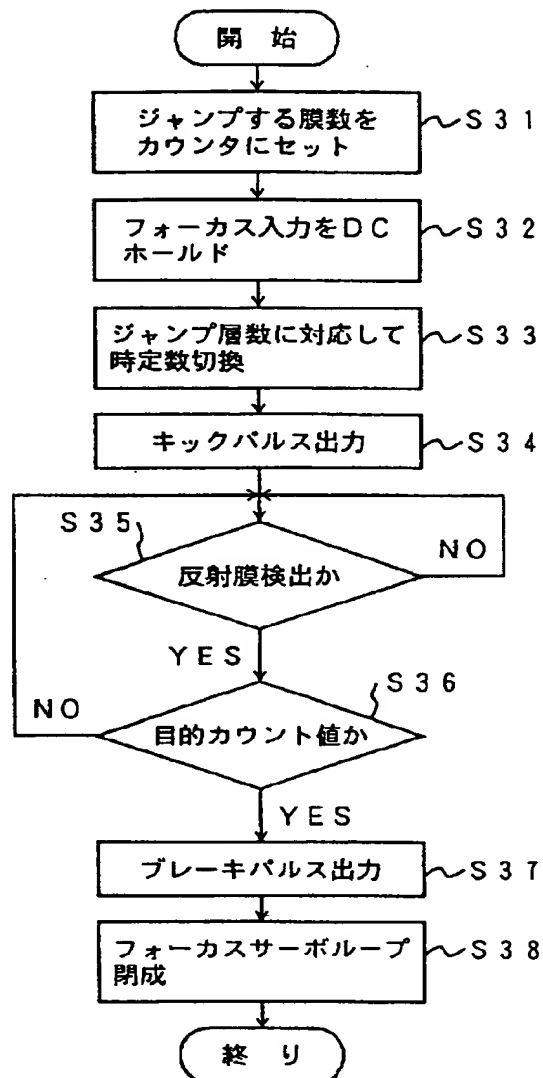 開 始
ジャンプする膜数を
カウンタにセット
S31
フォーカス入力をDC
ホールド
S32
ジャンプ層数に対応して
時定数切換
S33
キックパルス出力
S34
S35
反射膜検出か
NO
YES
S36
目的カウント値か
NO
YES
ブレーキパルス出力
S37
フォーカスサーボループ
閉成
S38
終 り